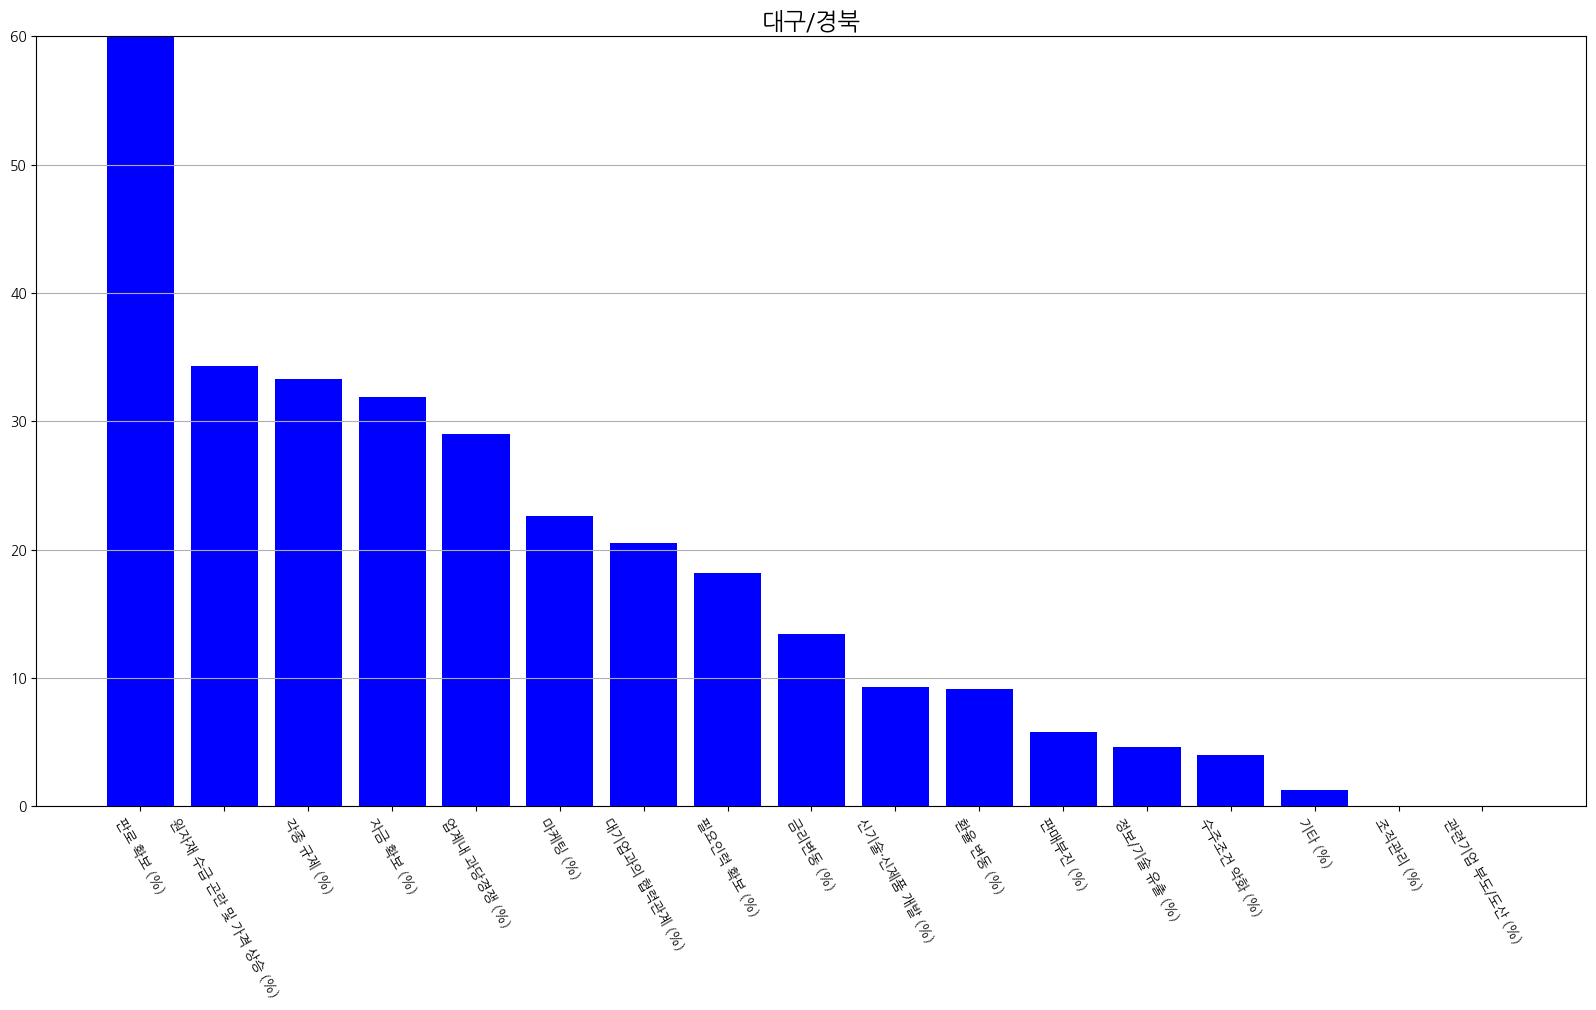 대구/경북
60
50
40
30
20
10
0
판로 확보 (%)
원자재 수급 곤란 및 가격 상승 (%)
각종 규제 (%)
자금 확보 (%)
업계내 과당경쟁 (%)
마케팅 (%)
대기업과의 협력관계 (%)
필요인력 확보 (%)
금리변동 (%)
신기술·신제품 개발 (%)
환율 변동 (%)
판매부진 (%)
정보/기술 유출 (%)
수주조건 악화 (%)
기타 (%)
조직관리 (%)
관련기업 부도/도산 (%)